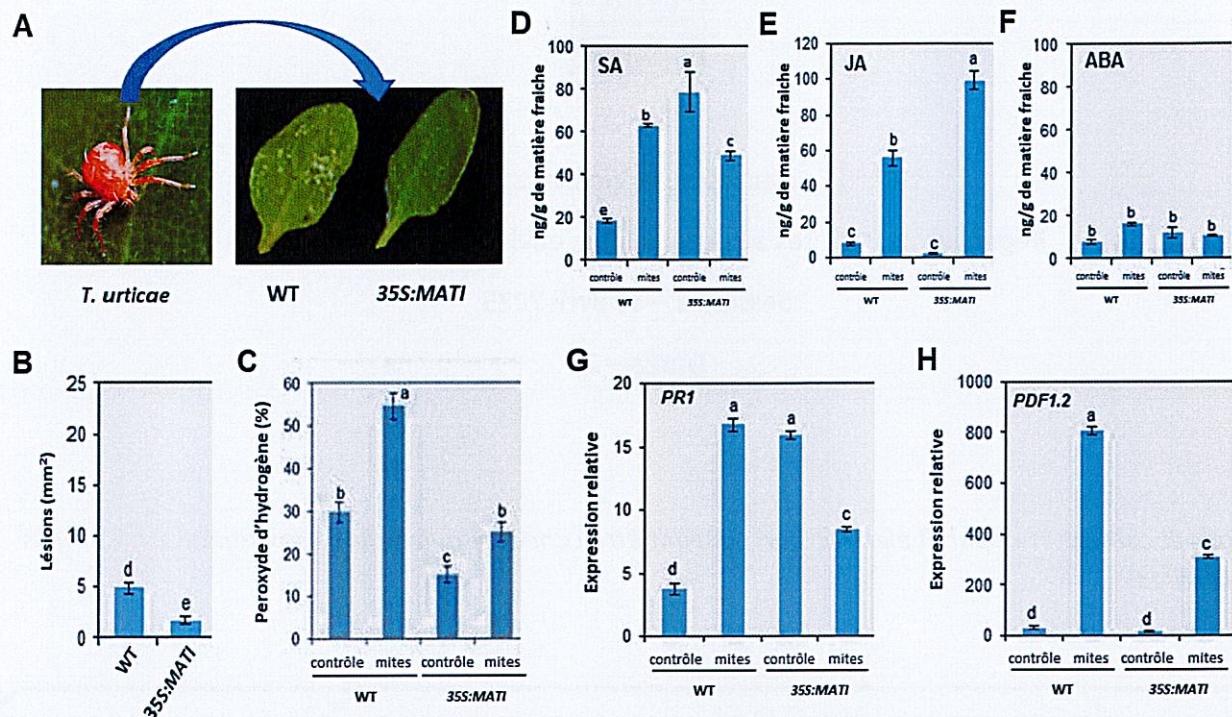 A
T. urticae
WT
35S:MATI
B
Lésions (mm²)
25
20
15
10
5
0
d
e
WT
35S:MATI
C
Peroxyde d'hydrogène (%)
60
50
40
30
20
10
0
b
a
c
b
contrôle mites contrôle mites
WT 35S:MATI
D
SA
ng/g de matière fraiche
100
80
60
40
20
0
e
b
a
c
contrôle mites contrôle mites
WT 35S:MATI
E
JA
ng/g de matière fraiche
120
100
80
60
40
20
0
c
b
c
a
contrôle mites contrôle mites
WT 35S:MATI
F
ABA
ng/g de matière fraiche
100
80
60
40
20
0
b
b
b
b
contrôle mites contrôle mites
WT 35S:MATI
G
PR1
Expression relative
20
15
10
5
0
d
a
a
c
contrôle mites contrôle mites
WT 35S:MATI
H
PDF1.2
Expression relative
1000
800
600
400
200
0
d
a
d
c
contrôle mites contrôle mites
WT 35S:MATI